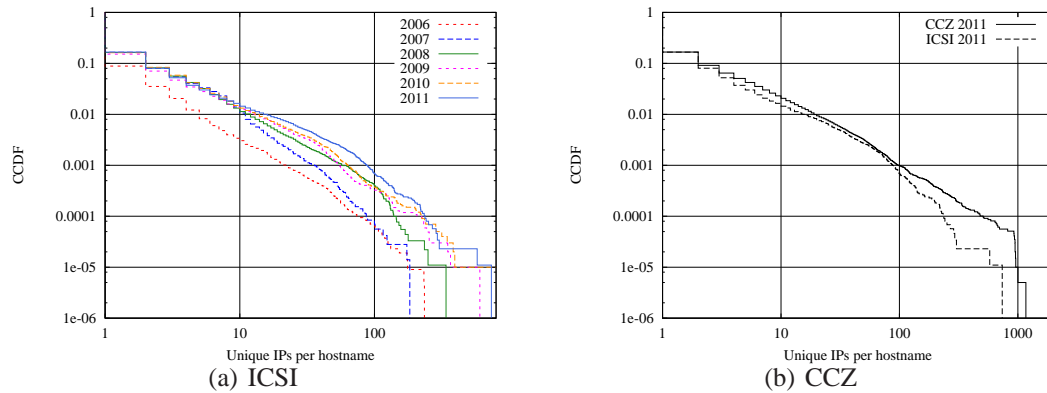 1
0.1
0.01
0.001
0.0001
1e-05
1e-06
CCDF
1 10 100
Unique IPs per hostname
2006
2007
2008
2009
2010
2011
(a) ICSI
1
0.1
0.01
0.001
0.0001
1e-05
1e-06
CCDF
1 10 100 1000
Unique IPs per hostname
CCZ 2011
ICSI 2011
(b) CCZ